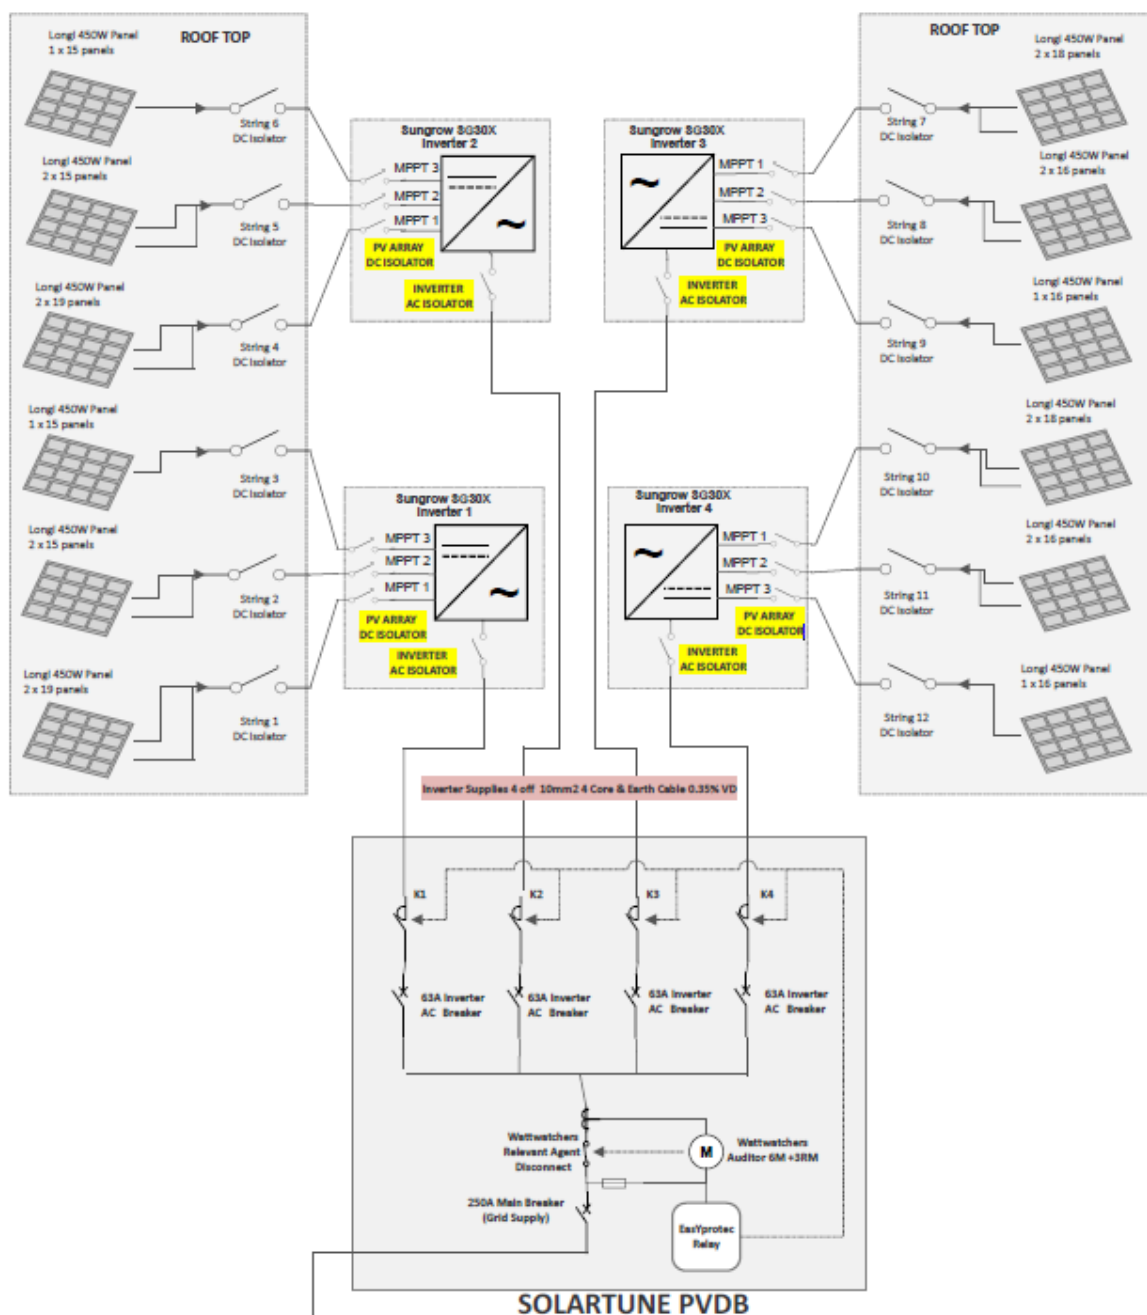 ROOF TOP
Longi 450W Panel
1 x 15 panels
String 6
DC Isolator
Longi 450W Panel
2 x 15 panels
String 5
DC Isolator
Longi 450W Panel
2 x 19 panels
String 4
DC Isolator
Longi 450W Panel
1 x 15 panels
String 3
DC Isolator
Longi 450W Panel
2 x 15 panels
String 2
DC Isolator
Longi 450W Panel
2 x 19 panels
String 1
DC Isolator
Sungrow SG30X
Inverter 2
MPPT 3
MPPT 2
MPPT 1
PV ARRAY
DC ISOLATOR
INVERTER
AC ISOLATOR
~
Sungrow SG30X
Inverter 1
MPPT 3
MPPT 2
MPPT 1
PV ARRAY
DC ISOLATOR
INVERTER
AC ISOLATOR
~
Sungrow SG30X
Inverter 3
~
MPPT 1
MPPT 2
MPPT 3
PV ARRAY
DC ISOLATOR
INVERTER
AC ISOLATOR
Sungrow SG30X
Inverter 4
~
MPPT 1
MPPT 2
MPPT 3
PV ARRAY
DC ISOLATOR
INVERTER
AC ISOLATOR
ROOF TOP
Longi 450W Panel
2 x 18 panels
String 7
DC Isolator
Longi 450W Panel
2 x 16 panels
String 8
DC Isolator
Longi 450W Panel
1 x 16 panels
String 9
DC Isolator
Longi 450W Panel
2 x 18 panels
String 10
DC Isolator
Longi 450W Panel
2 x 16 panels
String 11
DC Isolator
Longi 450W Panel
1 x 16 panels
String 12
DC Isolator
Inverter Supplies 4 off 10mm2 4 Core & Earth Cable 0.35% VD
K1
K2
K3
K4
63A Inverter
AC Breaker
63A Inverter
AC Breaker
63A Inverter
AC Breaker
63A Inverter
AC Breaker
Wattwatchers
Relevant Agent
Disconnect
M
Wattwatchers
Auditor 6M +3RM
250A Main Breaker
(Grid Supply)
EasYprotec
Relay
SOLARTUNE PVDB